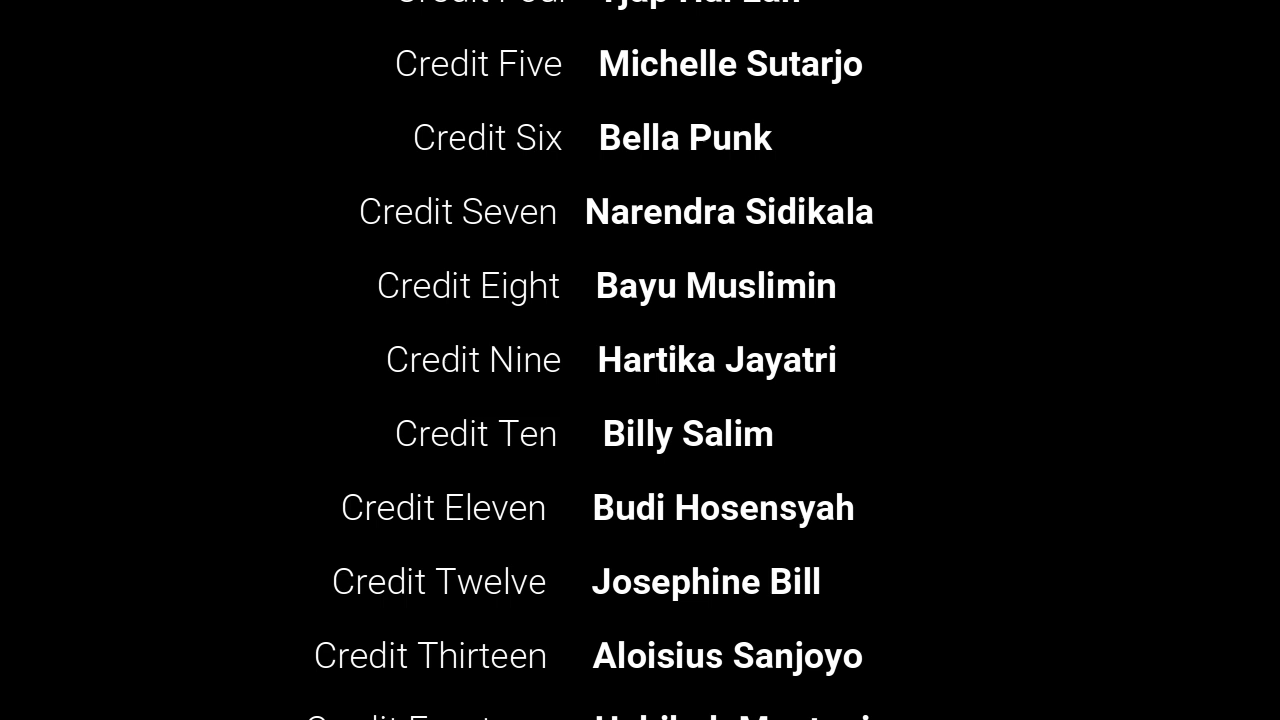 Credit Five Michelle Sutarjo
Credit Six Bella Punk
Credit Seven Narendra Sidikala
Credit Eight Bayu Muslimin
Credit Nine Hartika Jayatri
Credit Ten Billy Salim
Credit Eleven Budi Hosensyah
Credit Twelve Josephine Bill
Credit Thirteen Aloisius Sanjoyo